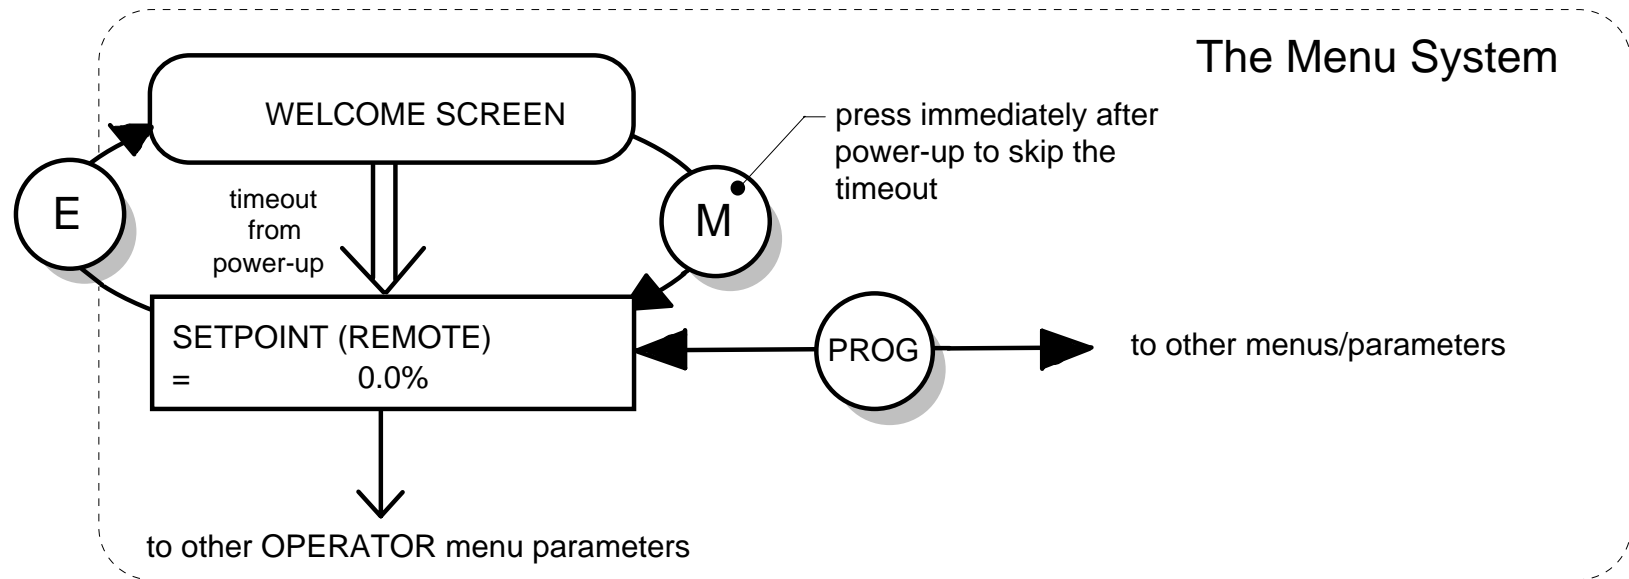 The Menu System
WELCOME SCREEN
press immediately after
power-up to skip the
timeout
E
timeout
from
power-up
M
SETPOINT (REMOTE)
= 0.0%
PROG
to other menus/parameters
to other OPERATOR menu parameters